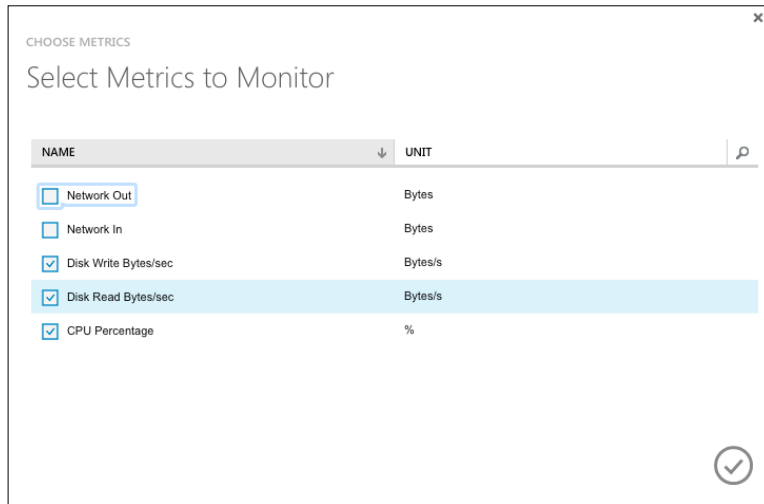 CHOOSE METRICS
Select Metrics to Monitor
NAME UNIT
Network Out Bytes
Network In Bytes
Disk Write Bytes/sec Bytes/s
Disk Read Bytes/sec Bytes/s
CPU Percentage %